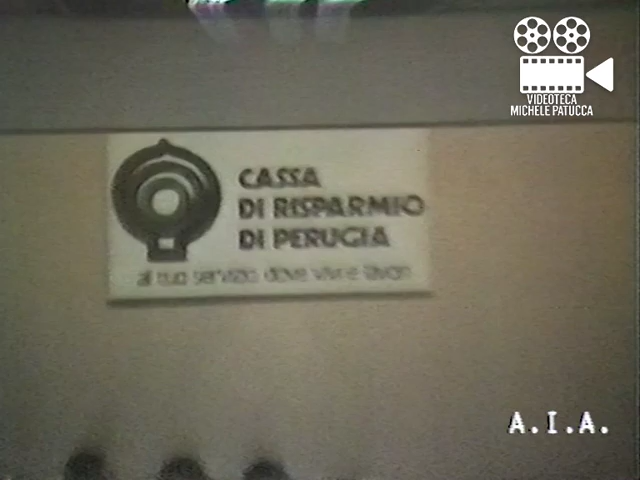 VIDEOTECA
MICHELE PATUCCA
CASSA
DI RISPARMIO
DI PERUGIA
al tuo servizio dove vivi e lavori
A.I.A.